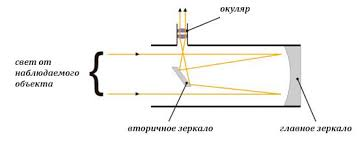 окуляр
свет от
наблюдаемого
объекта
вторичное зеркало
главное зеркало